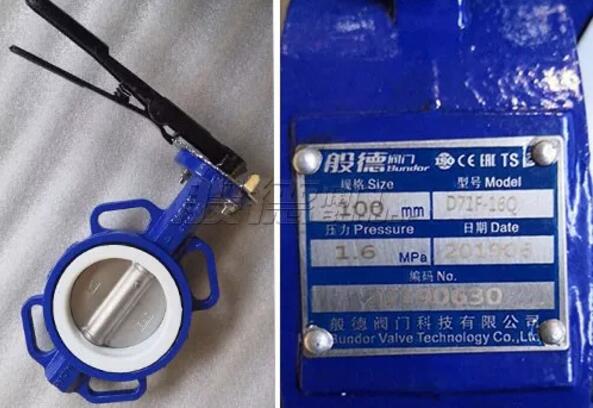 般德阀门 ISO CE EAC TS
Bundor
规格 Size 型号 Model
100 mm D71F-16Q
压力 Pressure 日期 Date
1.6 MPa 201906
编码 No.
般德阀门科技有限公司
Bundor Valve Technology Co.,Ltd